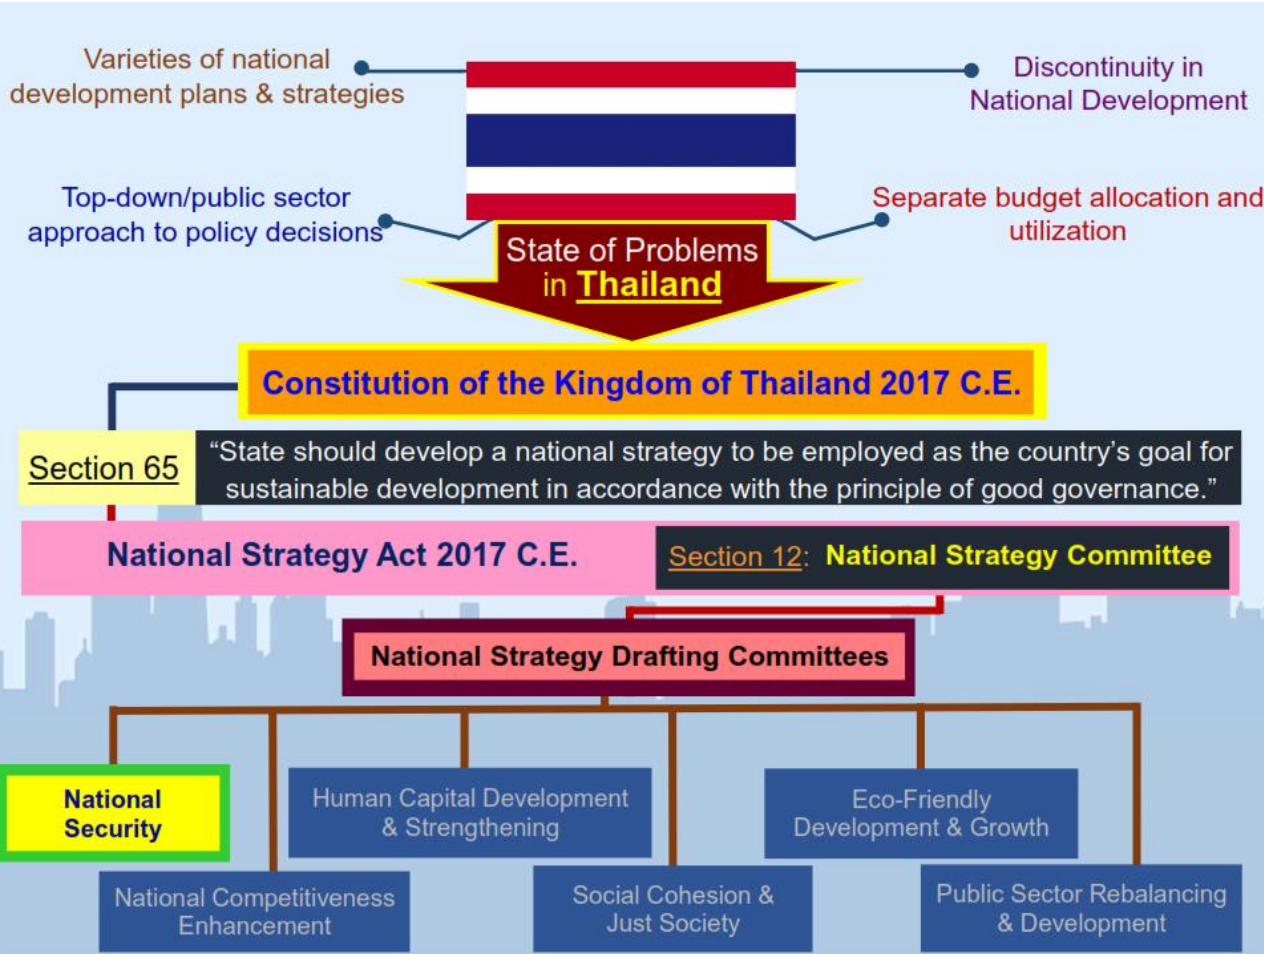 Varieties of national
development plans & strategies
Discontinuity in
National Development
Top-down/public sector
approach to policy decisions
Separate budget allocation and
utilization
State of Problems
in Thailand
Constitution of the Kingdom of Thailand 2017 C.E.
Section 65
“State should develop a national strategy to be employed as the country’s goal for
sustainable development in accordance with the principle of good governance.”
National Strategy Act 2017 C.E.
Section 12: National Strategy Committee
National Strategy Drafting Committees
National
Security
Human Capital Development
& Strengthening
Eco-Friendly
Development & Growth
National Competitiveness
Enhancement
Social Cohesion &
Just Society
Public Sector Rebalancing
& Development